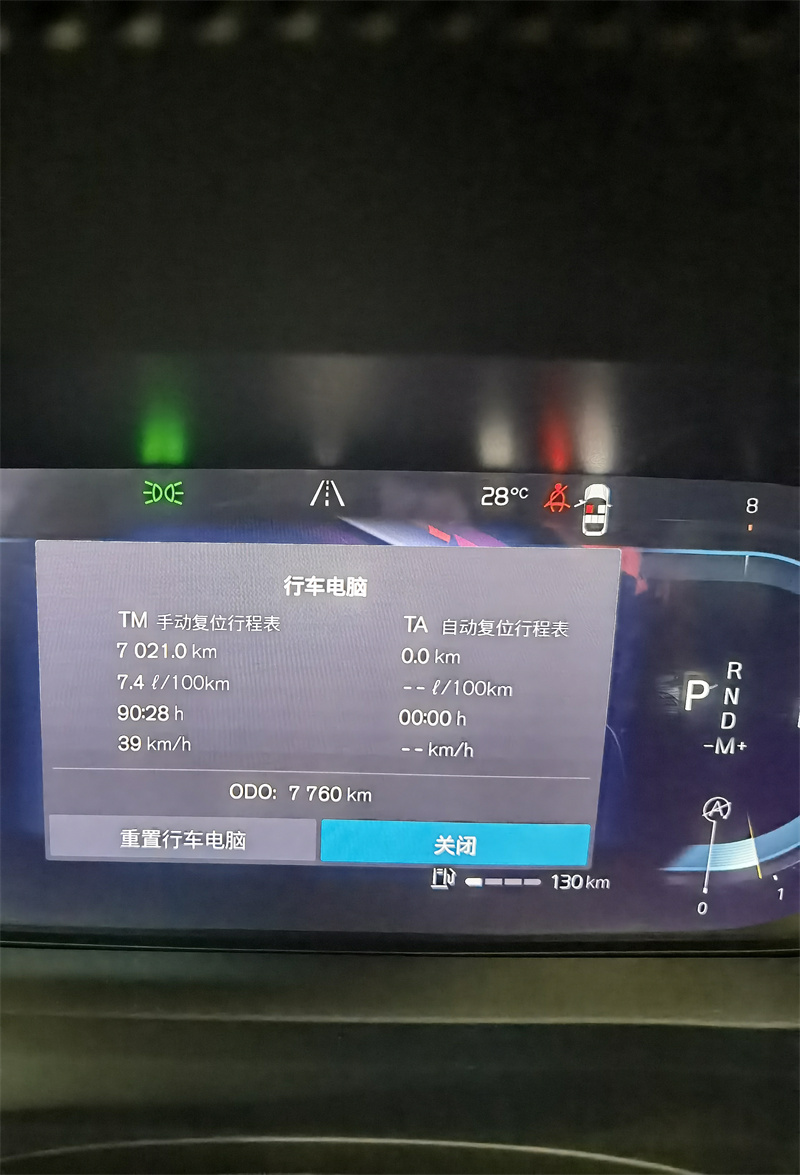 28°C
8
行车电脑
TM 手动复位行程表
7 021.0 km
7.4 ℓ/100km
90:28 h
39 km/h
TA 自动复位行程表
0.0 km
-- ℓ/100km
00:00 h
-- km/h
ODO: 7 760 km
重置行车电脑
关闭
130 km
R
P N
D
-M+
A
0
1